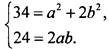 34 = a² + 2b²,
24 = 2ab.